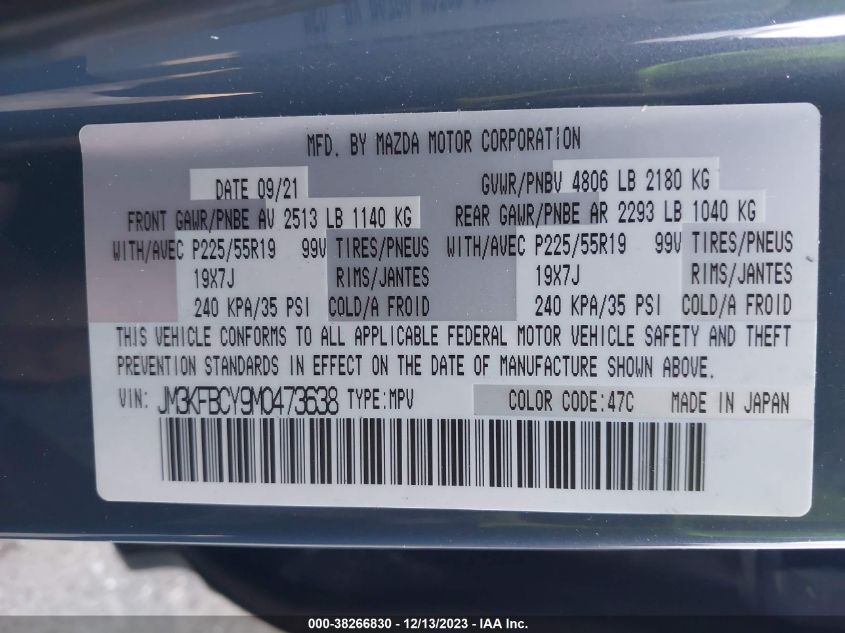 MFD. BY MAZDA MOTOR CORPORATION
DATE 09/21 GVWR/PNBV 4806 LB 2180 KG
FRONT GAWR/PNBE AV 2513 LB 1140 KG REAR GAWR/PNBE AR 2293 LB 1040 KG
WITH/AVEC P225/55R19 99V TIRES/PNEUS WITH/AVEC P225/55R19 99V TIRES/PNEUS
19X7J RIMS/JANTES 19X7J RIMS/JANTES
240 KPA/35 PSI COLD/A FROID 240 KPA/35 PSI COLD/A FROID
THIS VEHICLE CONFORMS TO ALL APPLICABLE FEDERAL MOTOR VEHICLE SAFETY AND THEFT
PREVENTION STANDARDS IN EFFECT ON THE DATE OF MANUFACTURE SHOWN ABOVE.
VIN: JM3KFBCY9M0473638 TYPE:MPV COLOR CODE:47C MADE IN JAPAN
000-38266830 - 12/13/2023 - IAA Inc.